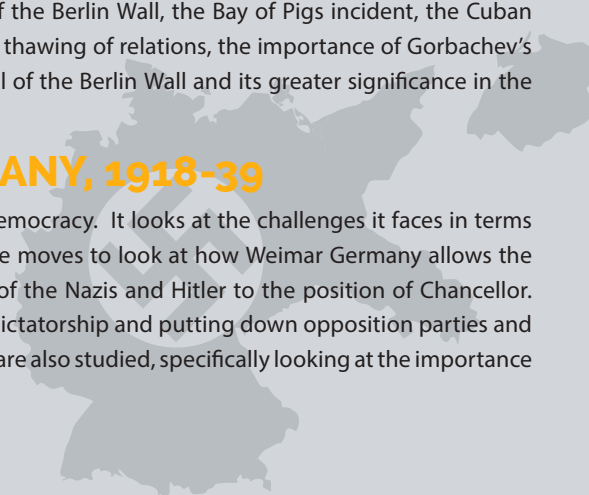 f the Berlin Wall, the Bay of Pigs incident, the Cuban
thawing of relations, the importance of Gorbachev's
l of the Berlin Wall and its greater significance in the
ANY, 1918-39
emocracy. It looks at the challenges it faces in terms
e moves to look at how Weimar Germany allows the
of the Nazis and Hitler to the position of Chancellor.
ictatorship and putting down opposition parties and
are also studied, specifically looking at the importance